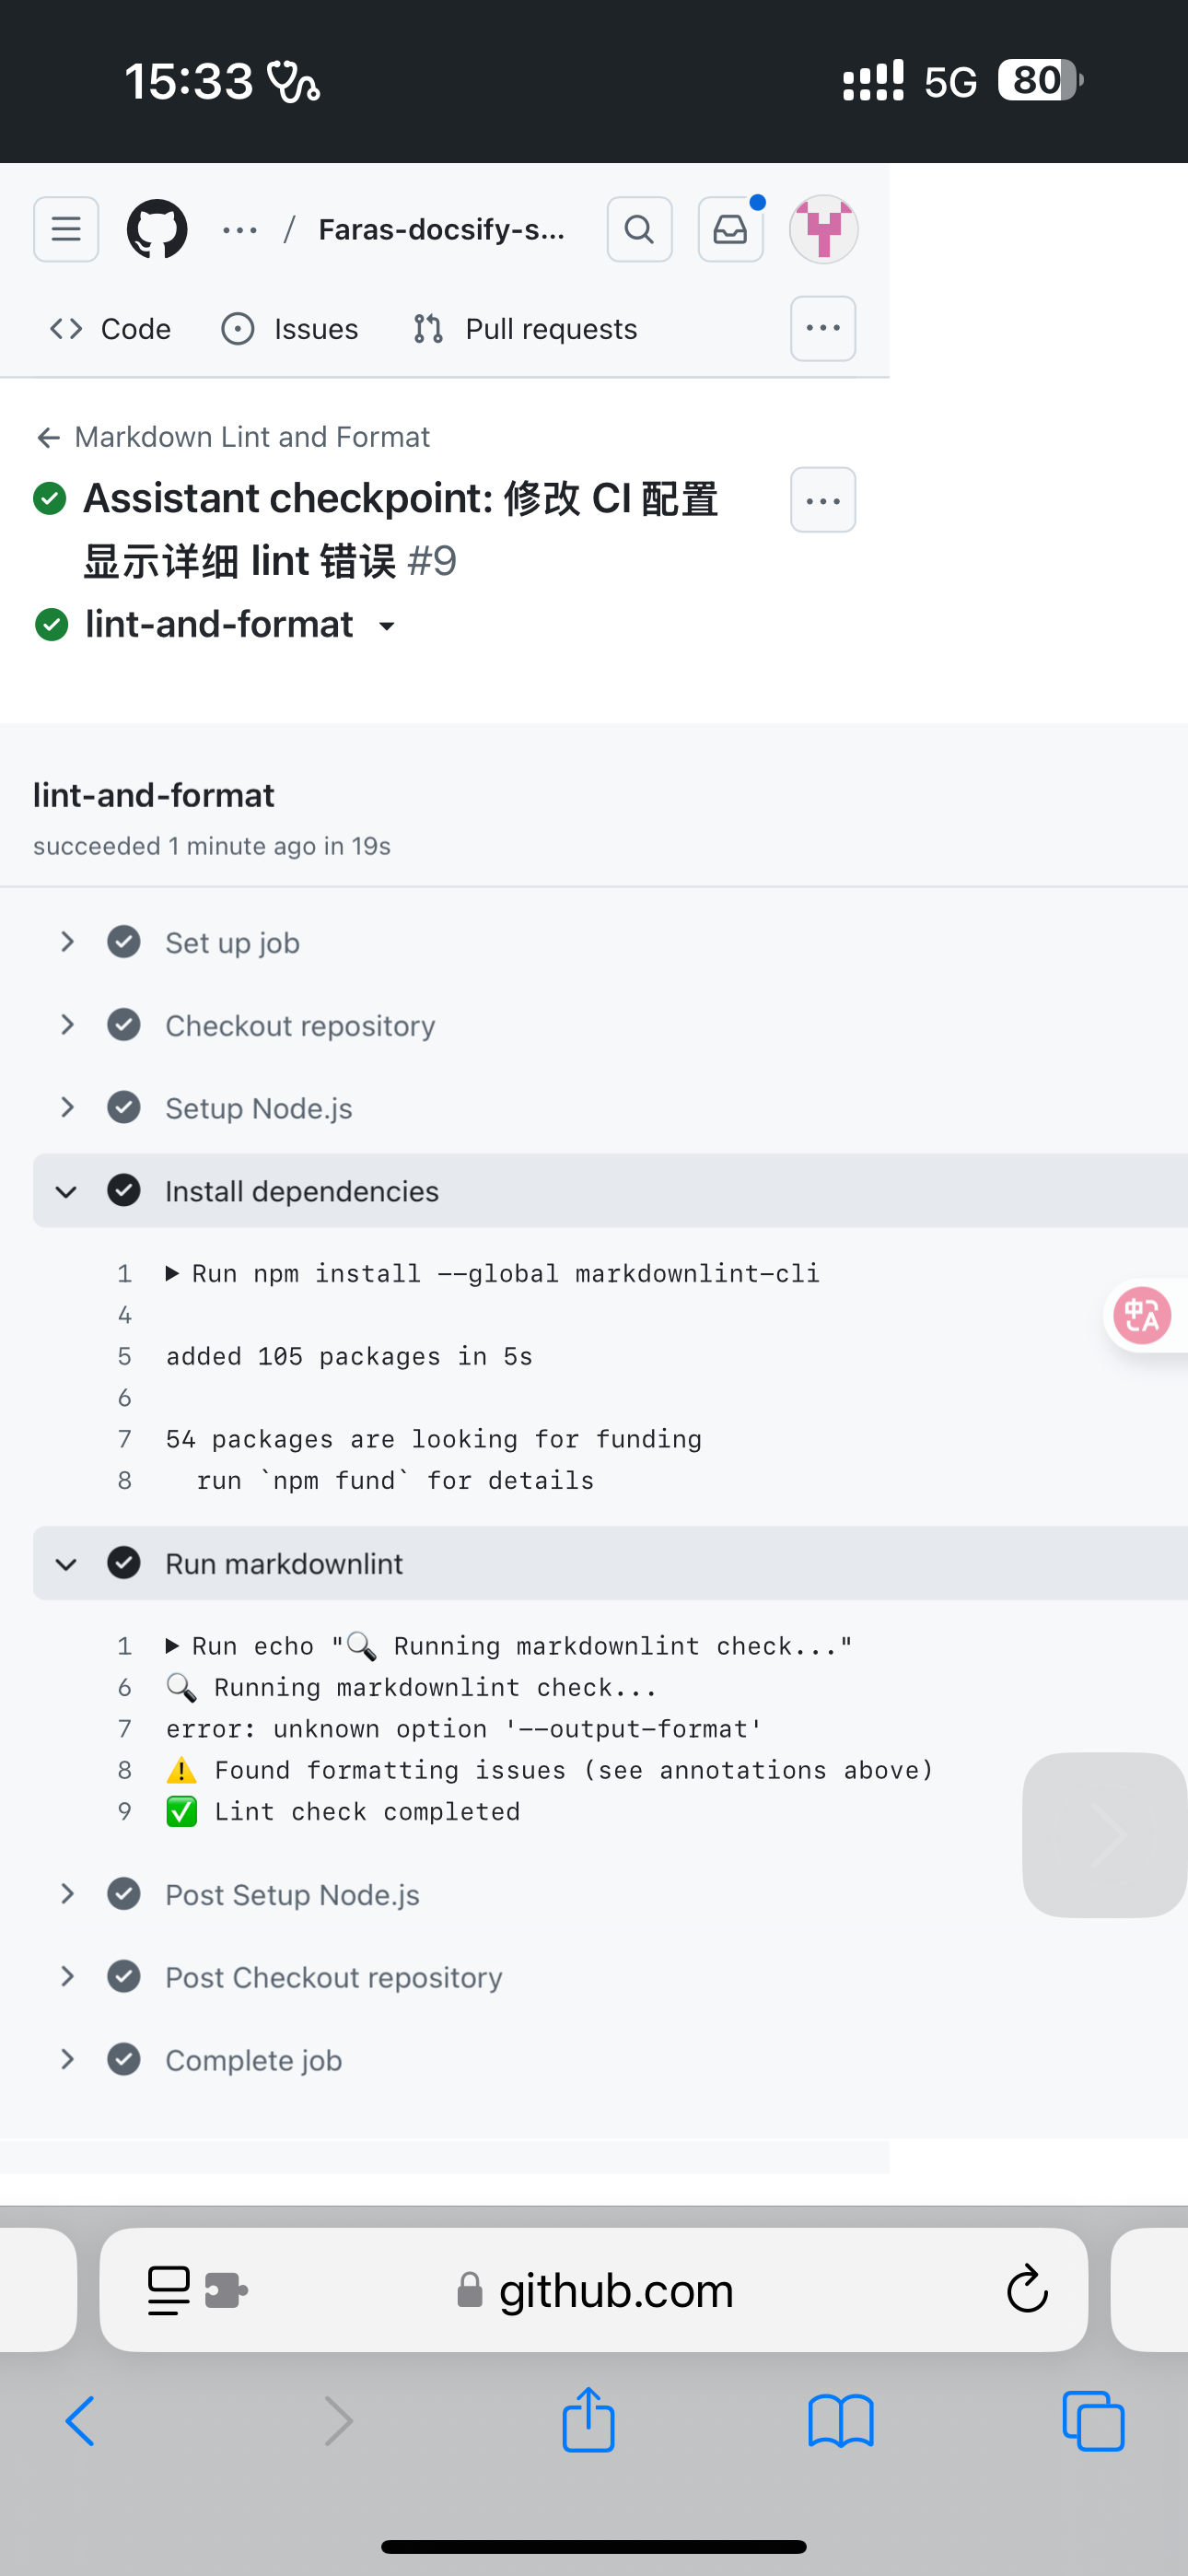 15:33 5G 80
... / Faras-docsify-s...
Code Issues Pull requests ...
← Markdown Lint and Format
Assistant checkpoint: 修改 CI 配置 ...
显示详细 lint 错误 #9
lint-and-format
lint-and-format
succeeded 1 minute ago in 19s
Set up job
Checkout repository
Setup Node.js
Install dependencies
1 ▶ Run npm install --global markdownlint-cli
4
5 added 105 packages in 5s
6
7 54 packages are looking for funding
8 run `npm fund` for details
中A
Run markdownlint
1 ▶ Run echo "🔍 Running markdownlint check..."
6 🔍 Running markdownlint check...
7 error: unknown option '--output-format'
8 ⚠️ Found formatting issues (see annotations above)
9 ✅ Lint check completed
Post Setup Node.js
Post Checkout repository
Complete job
github.com